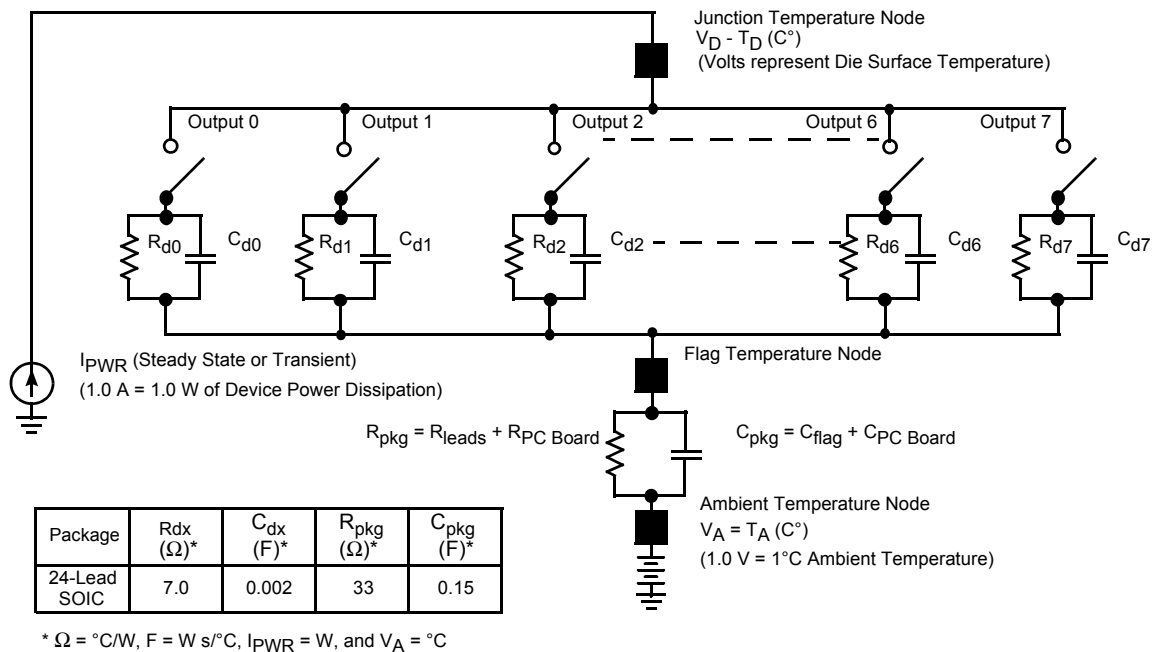 Junction Temperature Node
V_D - T_D (C°)
(Volts represent Die Surface Temperature)
Output 0
Output 1
Output 2
Output 6
Output 7
R_d0
C_d0
R_d1
C_d1
R_d2
C_d2
R_d6
C_d6
R_d7
C_d7
I_PWR (Steady State or Transient)
(1.0 A = 1.0 W of Device Power Dissipation)
Flag Temperature Node
R_pkg = R_leads + R_PC Board
C_pkg = C_flag + C_PC Board
Ambient Temperature Node
V_A = T_A (C°)
(1.0 V = 1°C Ambient Temperature)
Package
Rdx (Ω)*
C_dx (F)*
R_pkg (Ω)*
C_pkg (F)*
24-Lead SOIC
7.0
0.002
33
0.15
* Ω = °C/W, F = W s/°C, I_PWR = W, and V_A = °C